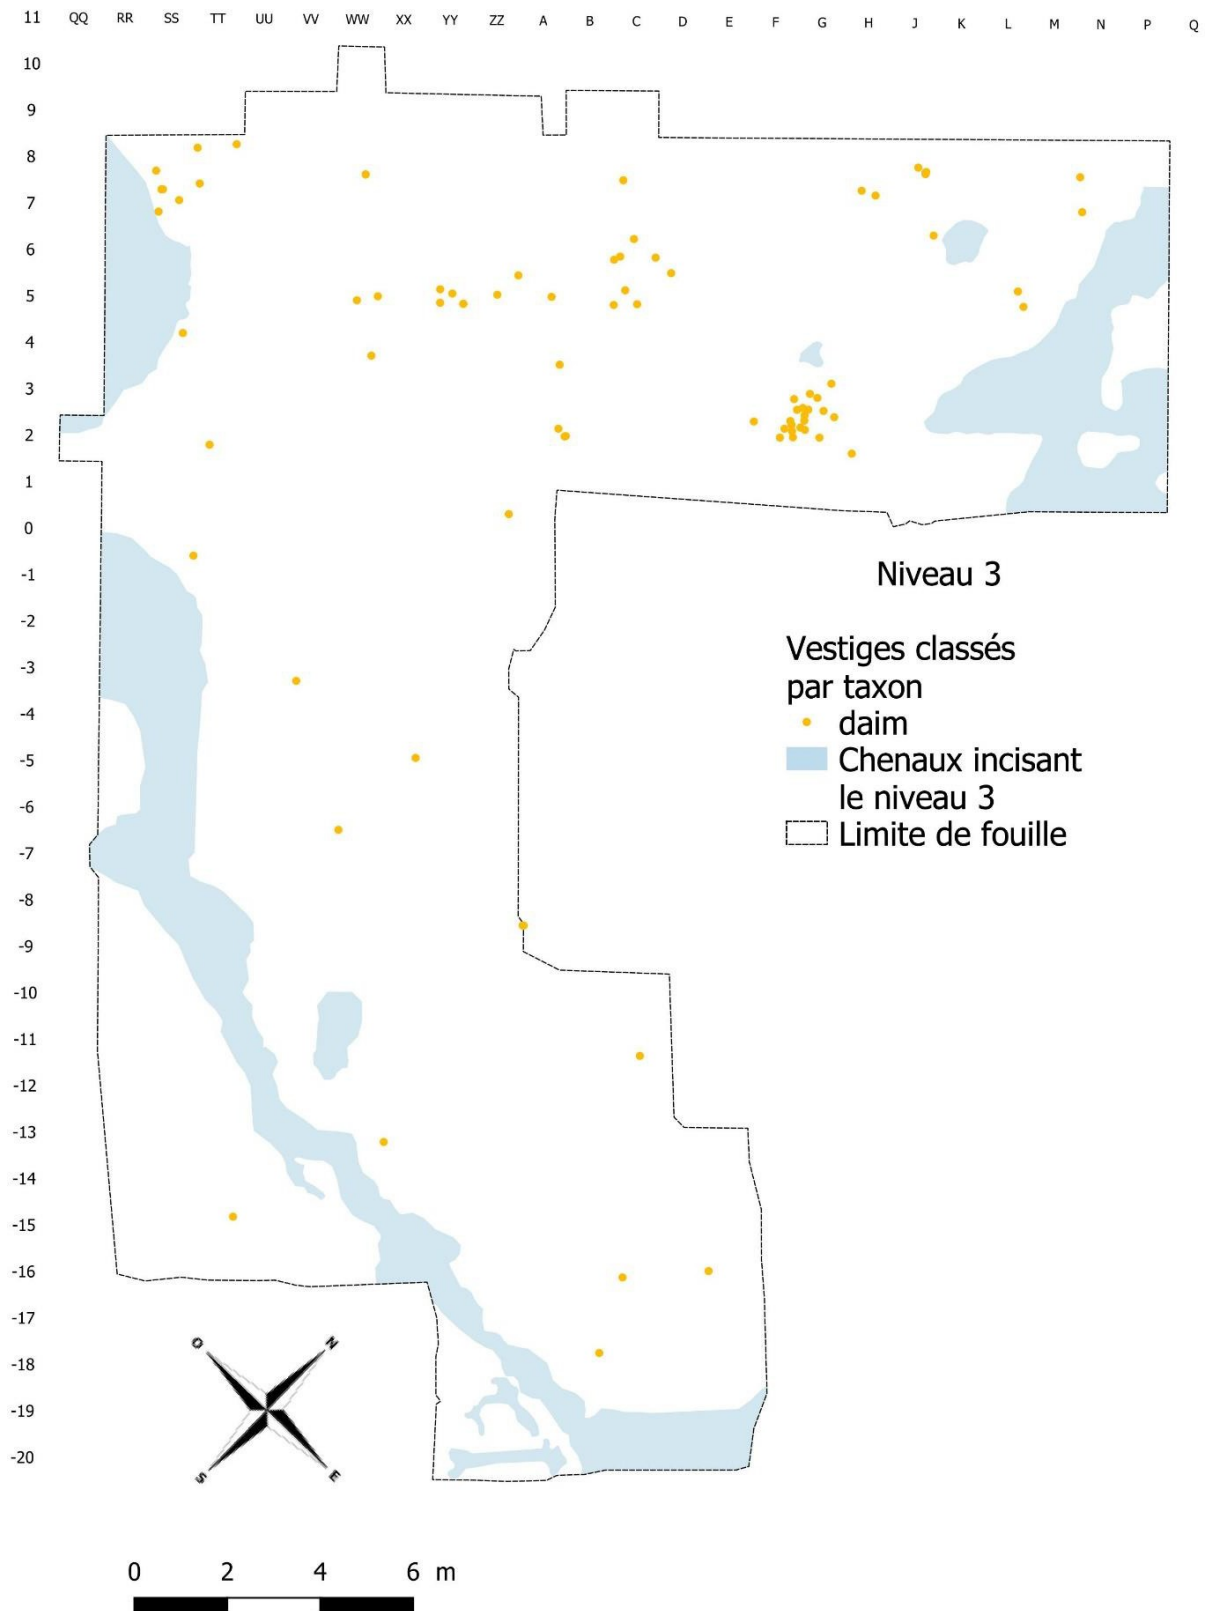 11 QQ RR SS TT UU VV WW XX YY ZZ A B C D E F G H J K L M N P Q
10
9
8
7
6
5
4
3
2
1
0
-1
-2
-3
-4
-5
-6
-7
-8
-9
-10
-11
-12
-13
-14
-15
-16
-17
-18
-19
-20
Niveau 3
Vestiges classés
par taxon
daim
Chenaux incisant
le niveau 3
Limite de fouille
O N
S E
0 2 4 6 m